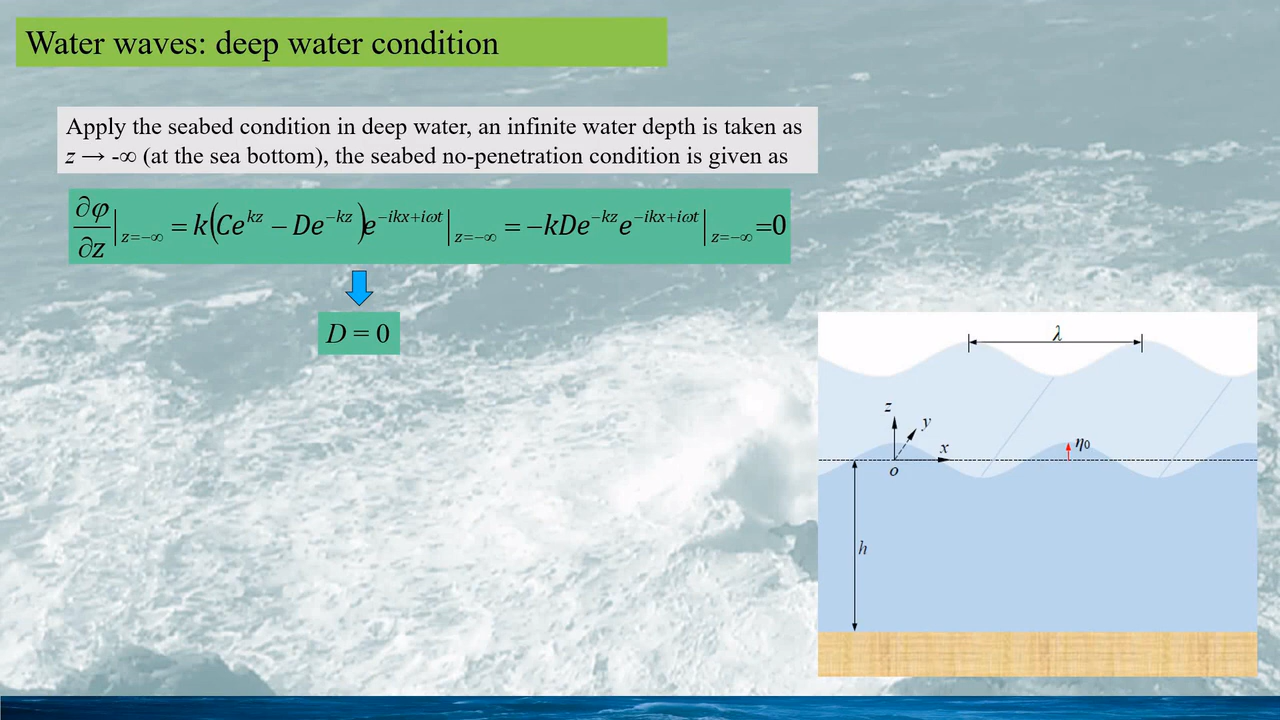 Water waves: deep water condition
Apply the seabed condition in deep water, an infinite water depth is taken as
z → -∞ (at the sea bottom), the seabed no-penetration condition is given as
∂φ/∂z |z=−∞ = k(Ce^kz − De^−kz)e^−ikx+iωt |z=−∞ = −kDe^−kz e^−ikx+iωt |z=−∞ =0
D = 0
λ
z
y
η0
x
o
h